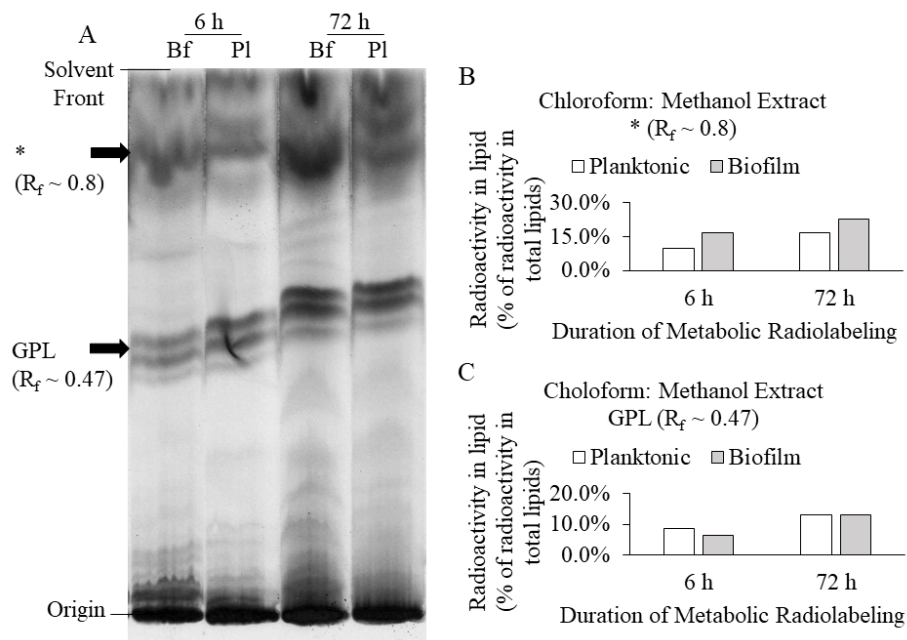 A
6 h
72 h
Bf
Pl
Bf
Pl
Solvent
Front
*
(Rf ~ 0.8)
GPL
(Rf ~ 0.47)
Origin
B
Chloroform: Methanol Extract
* (Rf ~ 0.8)
Planktonic
Biofilm
Radioactivity in lipid
(% of radioactivity in
total lipids)
30.0%
15.0%
0.0%
6 h
72 h
Duration of Metabolic Radiolabeling
C
Choloform: Methanol Extract
GPL (Rf ~ 0.47)
Planktonic
Biofilm
Radioactivity in lipid
(% of radioactivity in
total lipids)
20.0%
10.0%
0.0%
6 h
72 h
Duration of Metabolic Radiolabeling